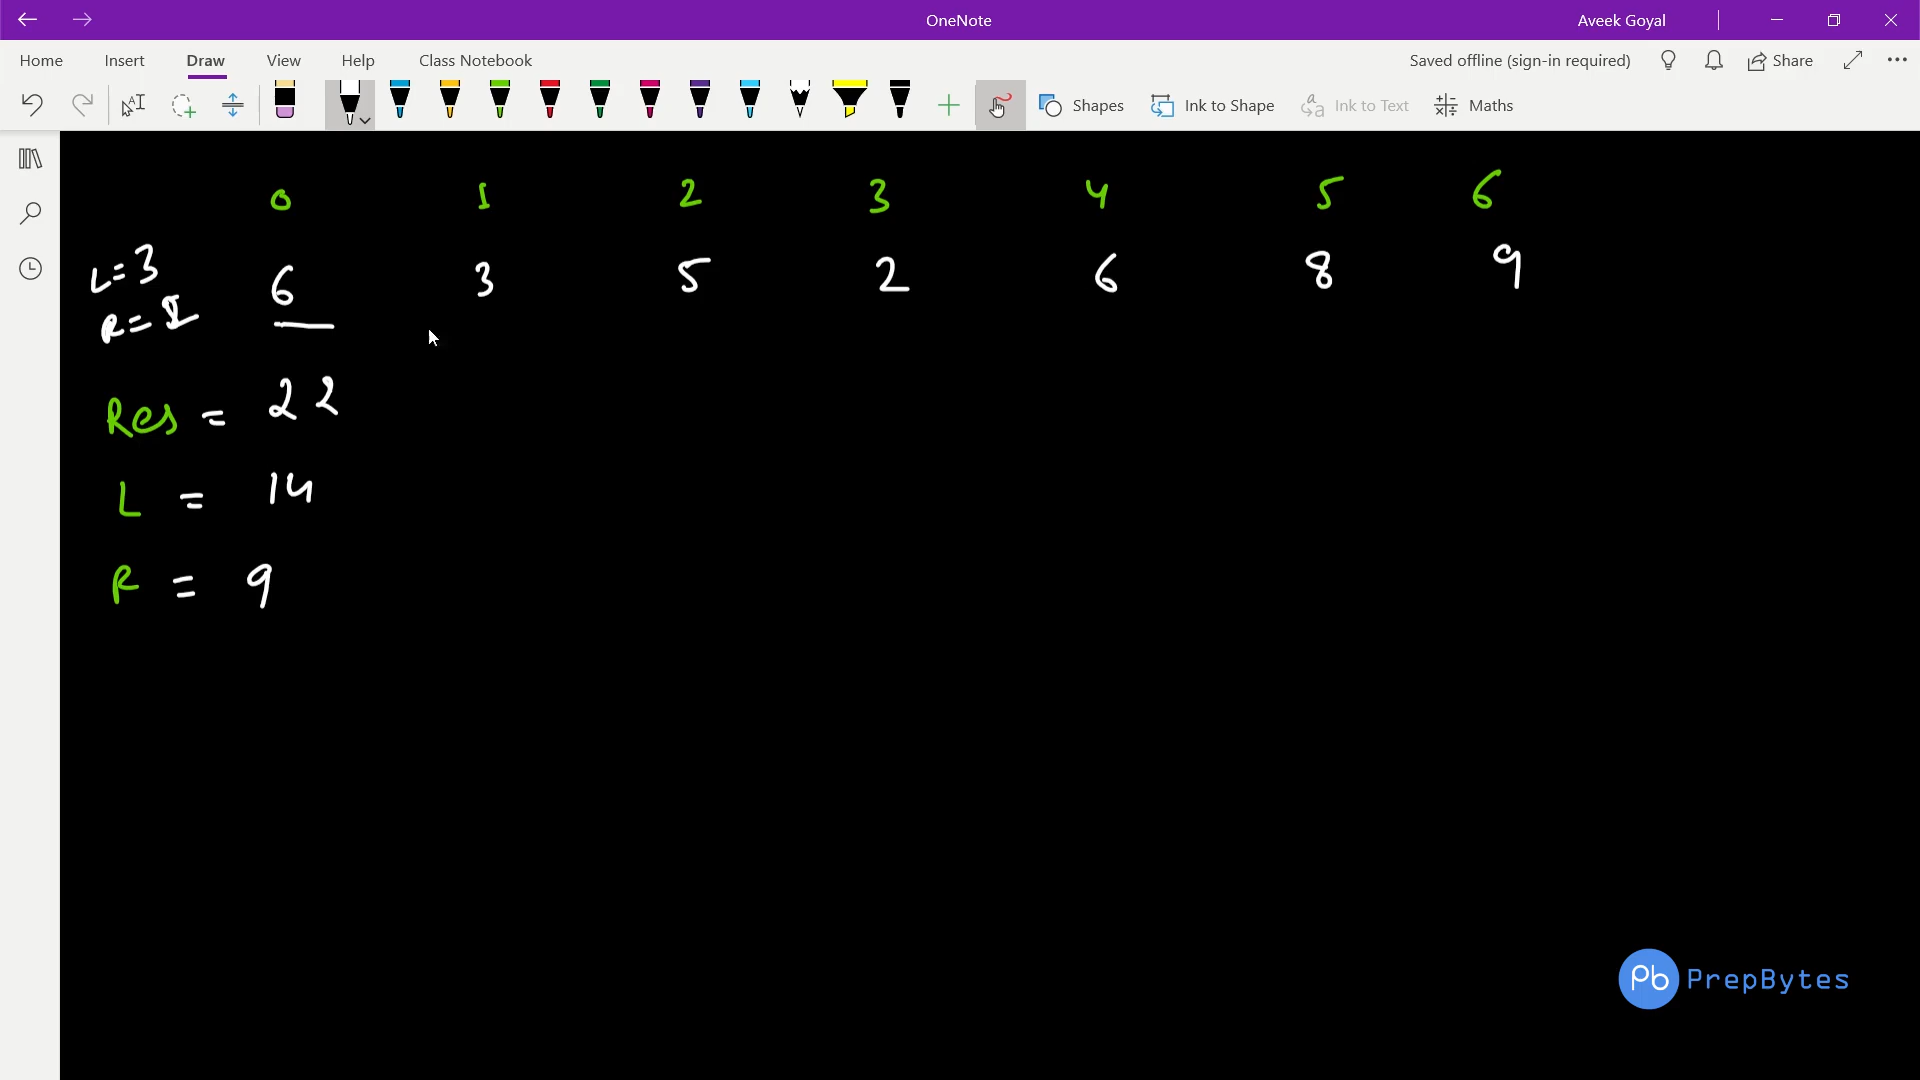 OneNote
Aveek Goyal
Home Insert Draw View Help Class Notebook
Saved offline (sign-in required) Share
Shapes Ink to Shape Ink to Text Maths
0 1 2 3 4 5 6
L=3 6 3 5 2 6 8 9
R=
Res = 22
L = 14
R = 9
Pb PrepBytes